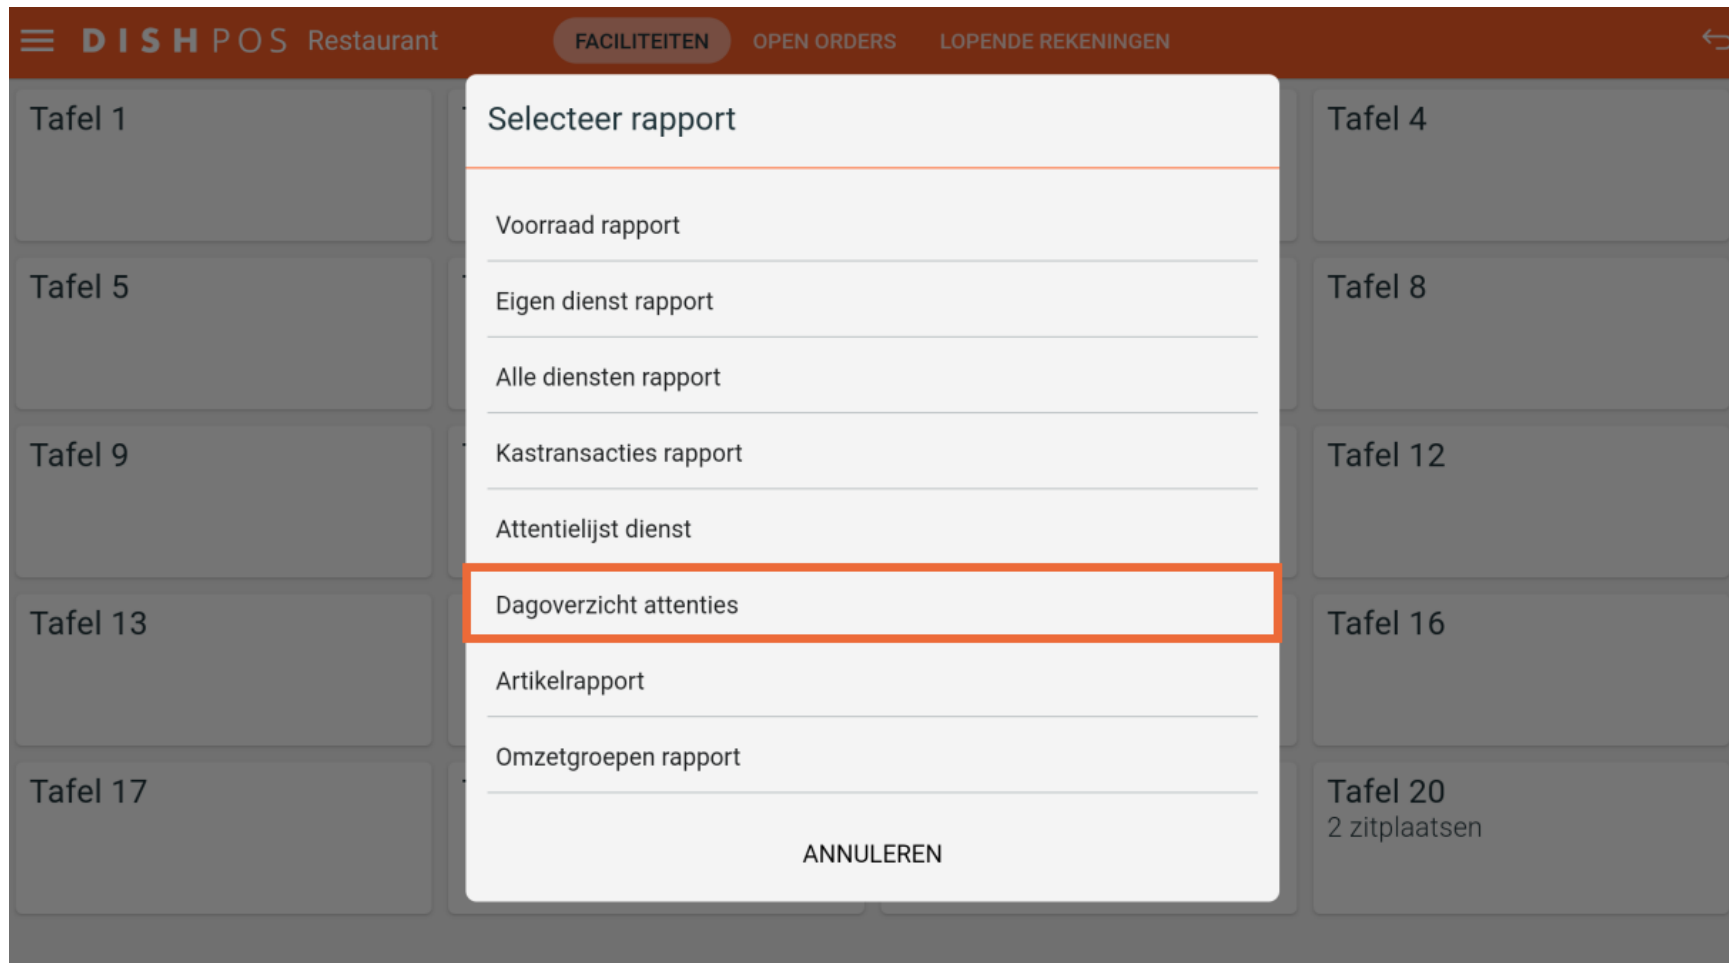 DISH POS Restaurant FACILITEITEN OPEN ORDERS LOPENDE REKENINGEN
Selecteer rapport
Voorraad rapport
Eigen dienst rapport
Alle diensten rapport
Kastransacties rapport
Attentielijst dienst
Dagoverzicht attenties
Artikelrapport
Omzetgroepen rapport
ANNULEREN
Tafel 1
Tafel 4
Tafel 5
Tafel 8
Tafel 9
Tafel 12
Tafel 13
Tafel 16
Tafel 17
Tafel 20
2 zitplaatsen